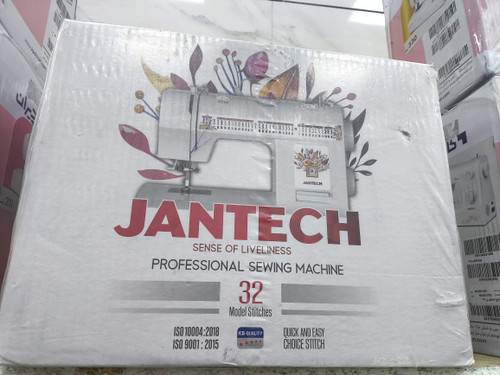 JANTECH
JANTECH
SENSE OF LIVELINESS
PROFESSIONAL SEWING MACHINE
32
Model Stitches
ISO 10004:2018
ISO 9001 : 2015
QUICK AND EASY
CHOICE STITCH